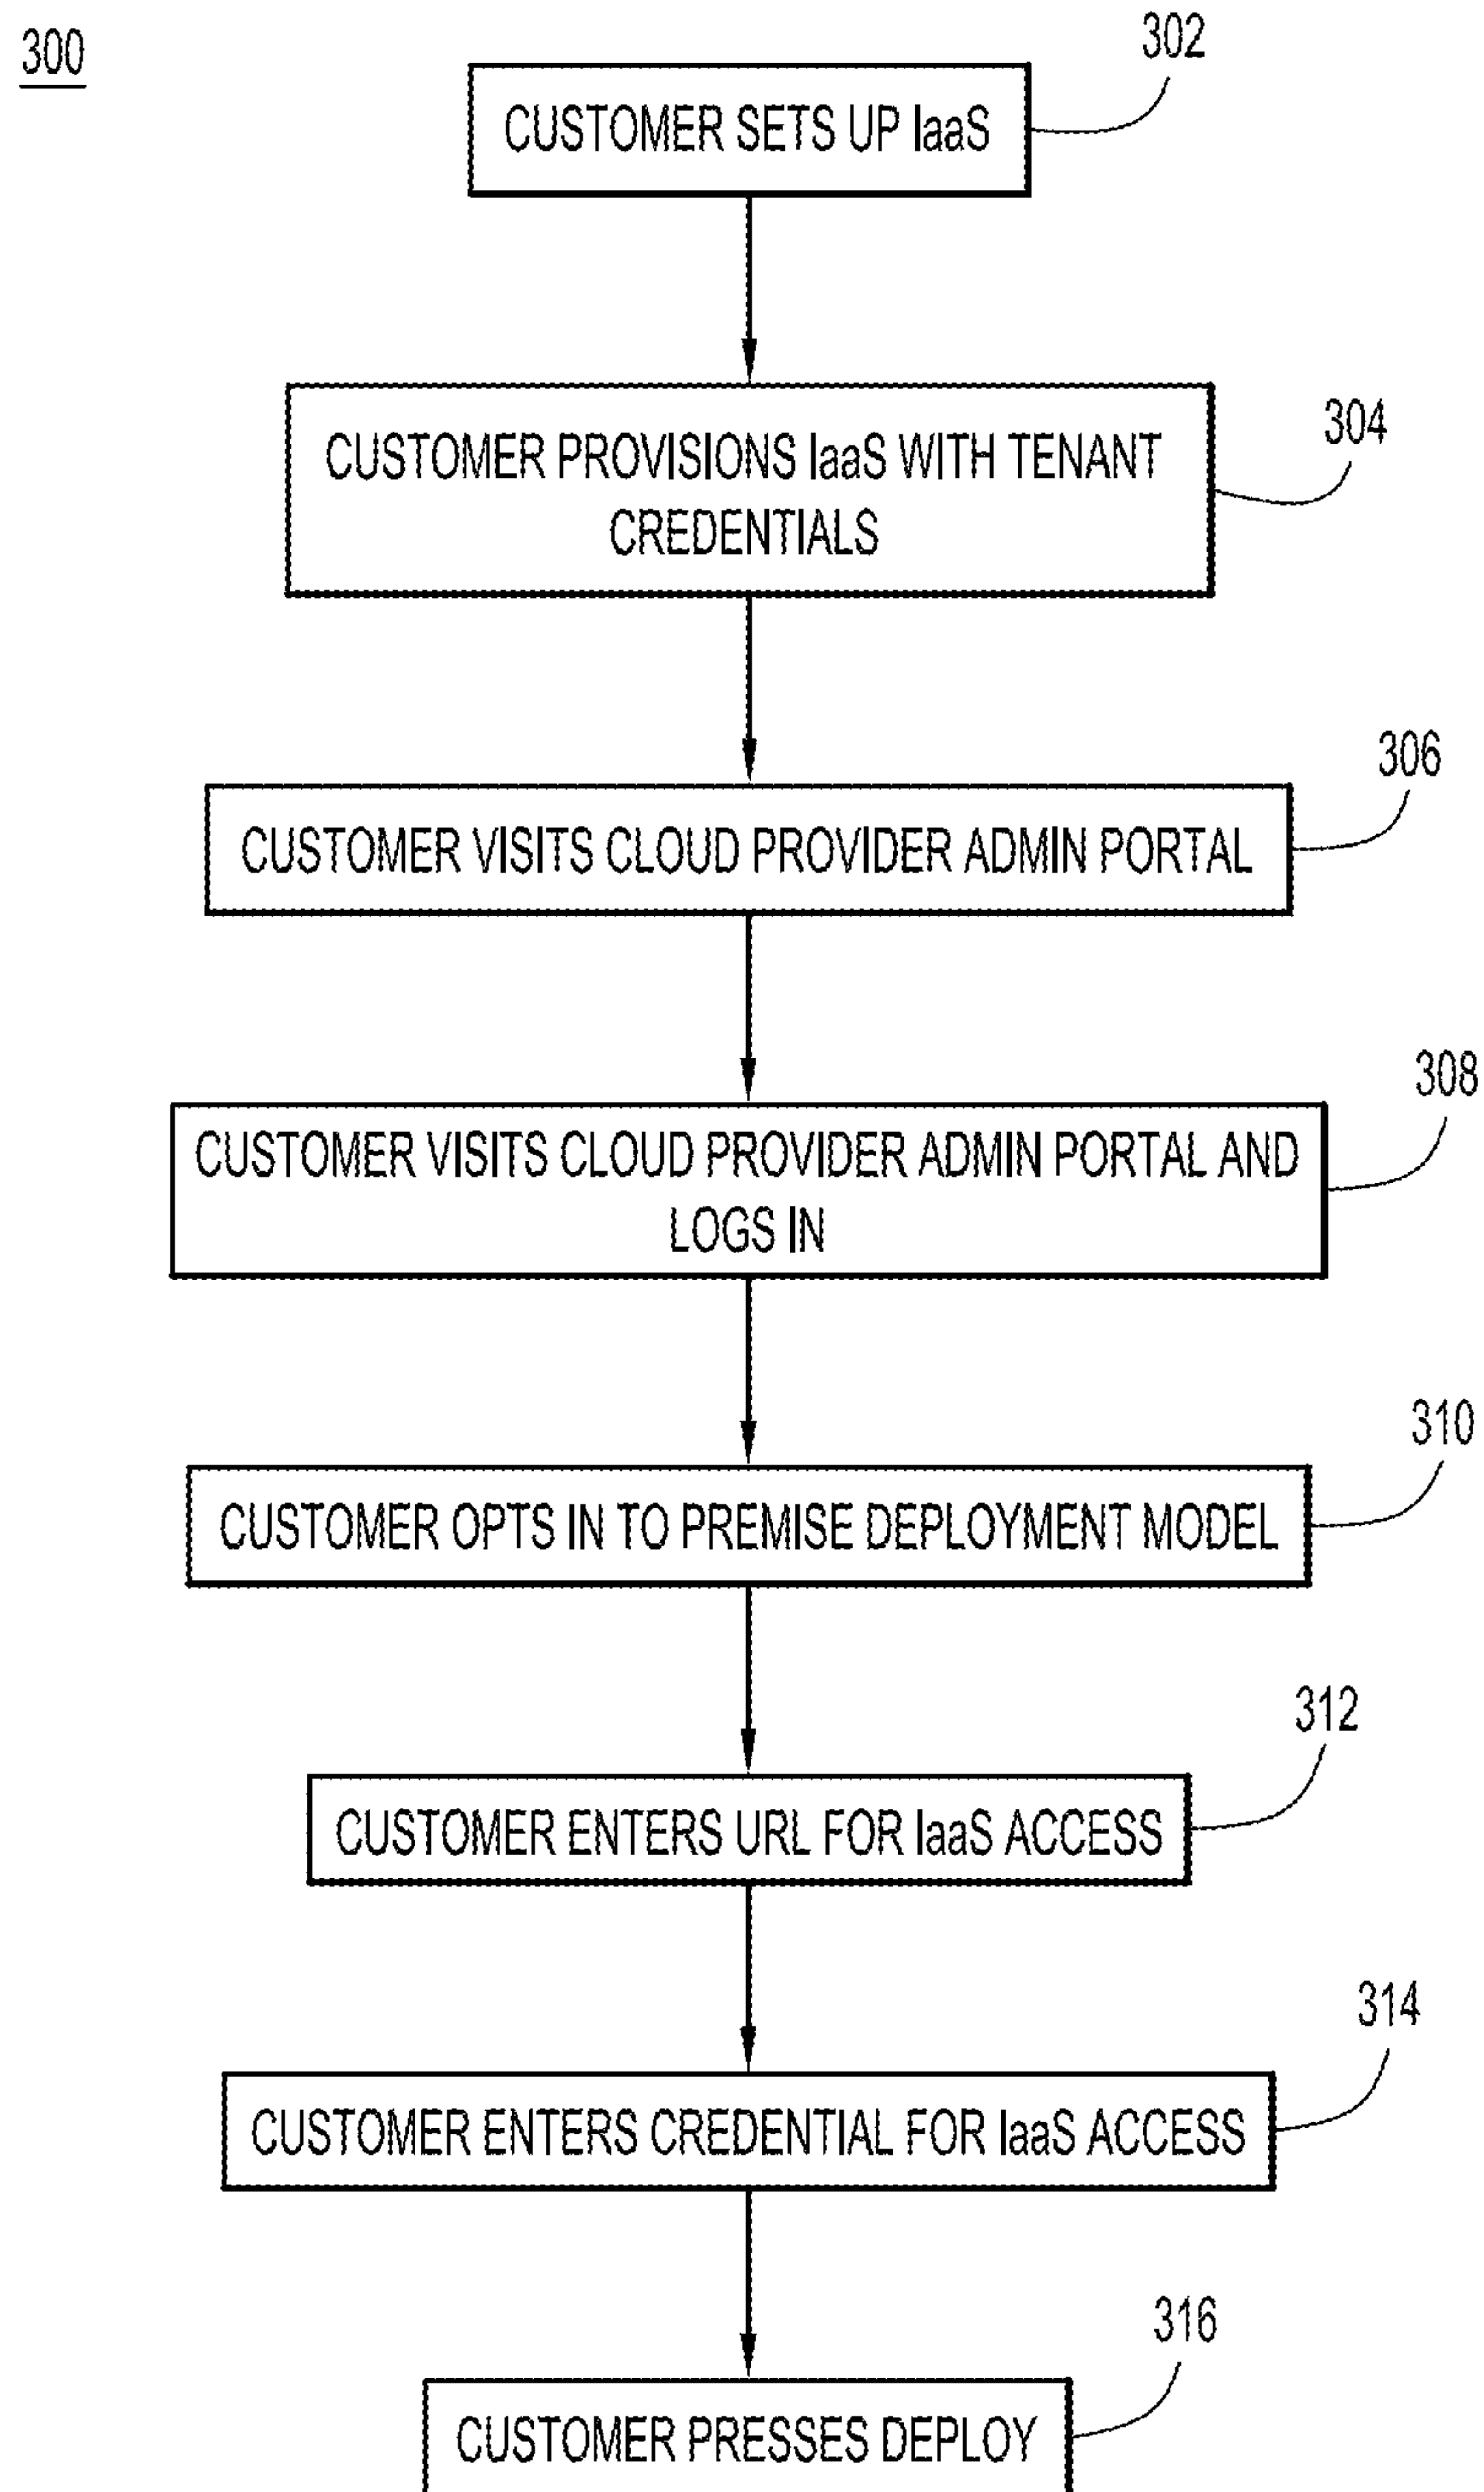 300
302
CUSTOMER SETS UP IaaS
304
CUSTOMER PROVISIONS IaaS WITH TENANT
CREDENTIALS
306
CUSTOMER VISITS CLOUD PROVIDER ADMIN PORTAL
308
CUSTOMER VISITS CLOUD PROVIDER ADMIN PORTAL AND
LOGS IN
310
CUSTOMER OPTS IN TO PREMISE DEPLOYMENT MODEL
312
CUSTOMER ENTERS URL FOR IaaS ACCESS
314
CUSTOMER ENTERS CREDENTIAL FOR IaaS ACCESS
316
CUSTOMER PRESSES DEPLOY